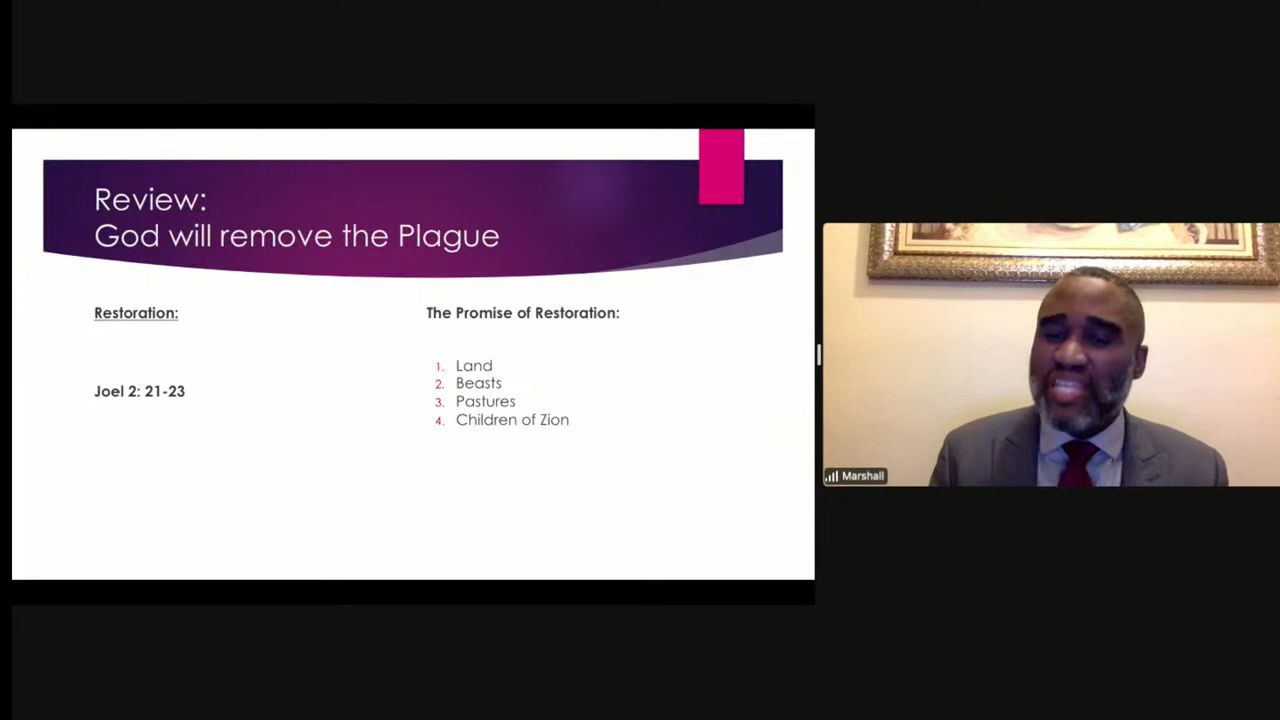 Review:
God will remove the Plague
Restoration:
Joel 2: 21-23
The Promise of Restoration:
1. Land
2. Beasts
3. Pastures
4. Children of Zion
Marshall